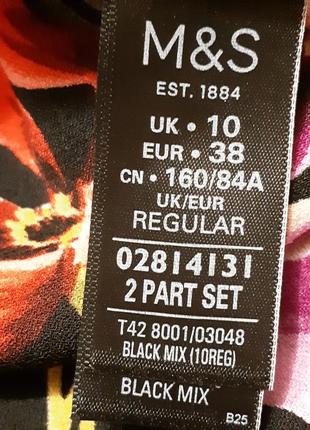 M&S
EST. 1884
UK • 10
EUR • 38
CN • 160/84A
UK/EUR
REGULAR
02814131
2 PART SET
T42 8001/03048
BLACK MIX (10REG)
BLACK MIX
B25